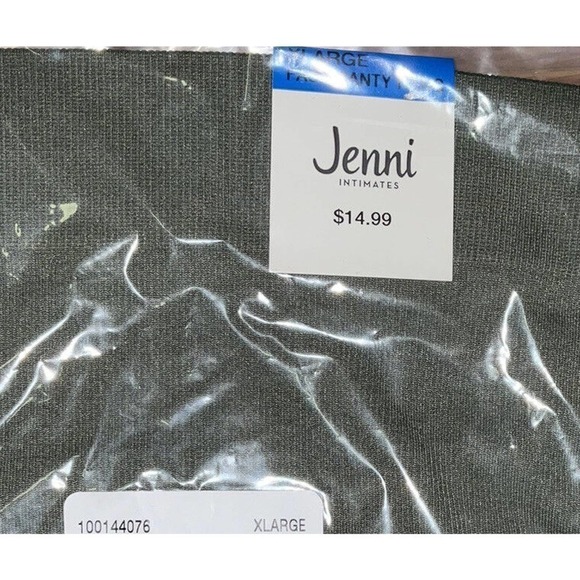 XLARGE
Jenni
INTIMATES
$14.99
100144076 XLARGE